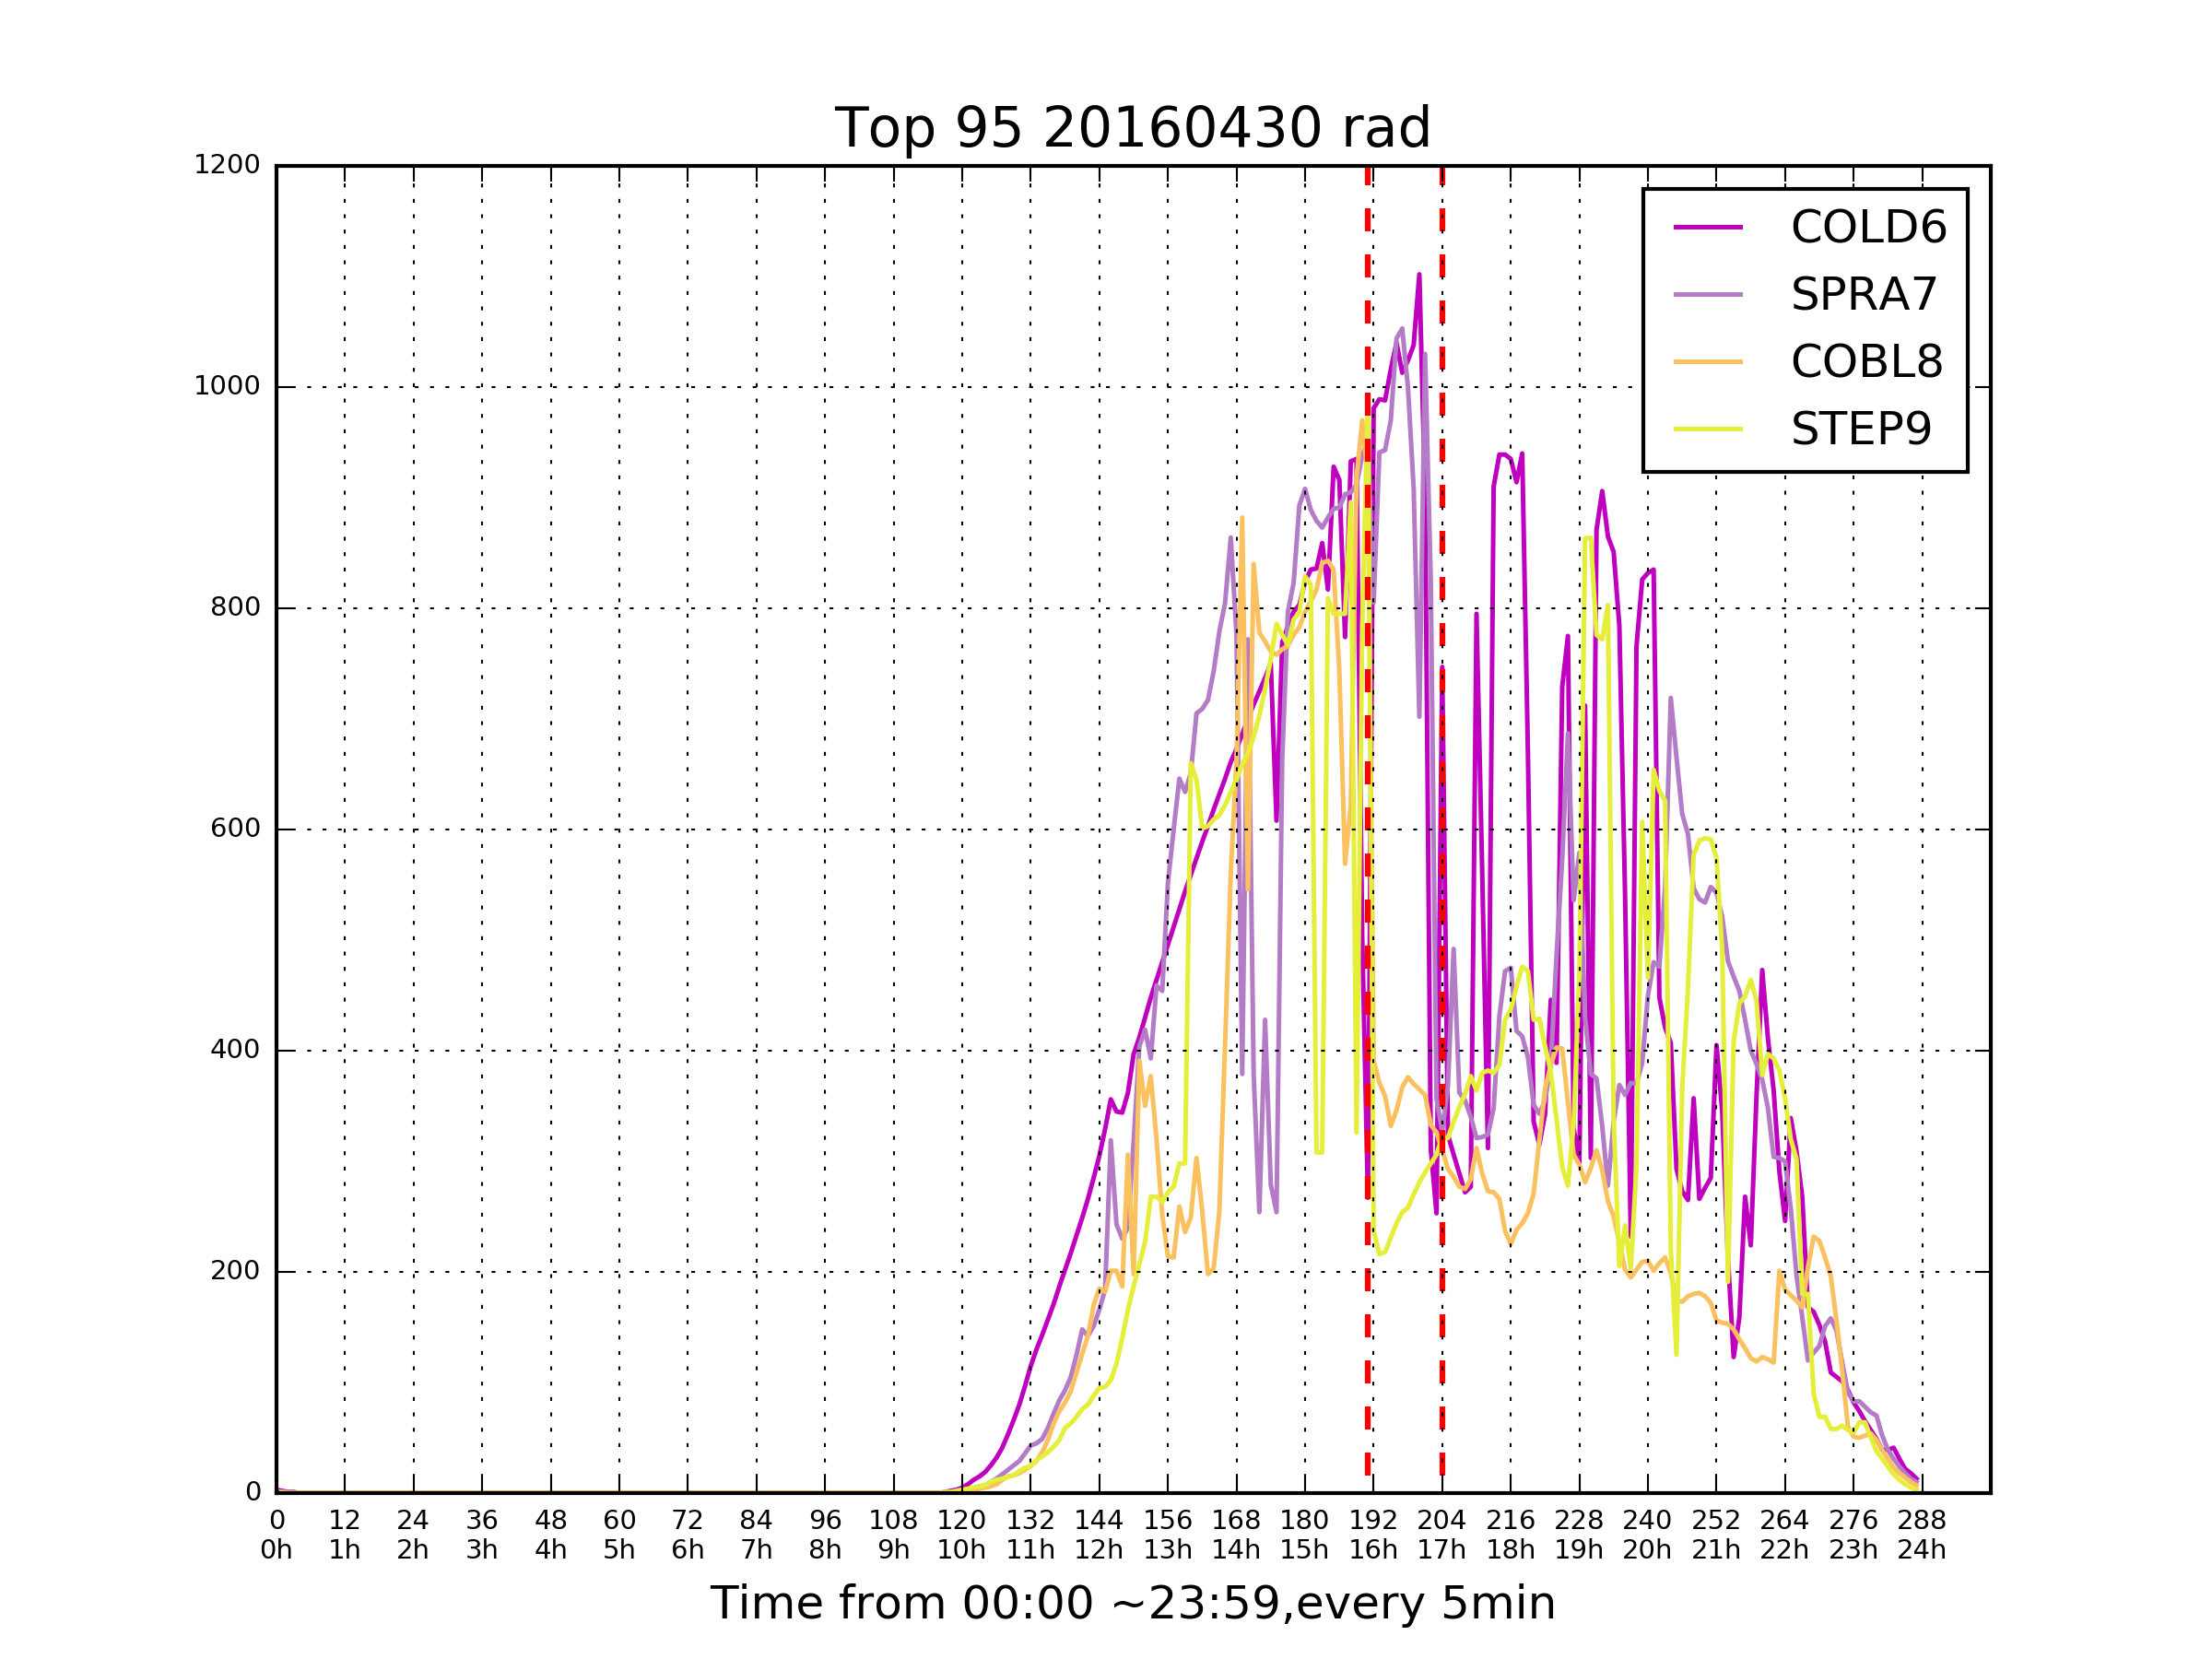 Top 95 20160430 rad
1200
1000
800
600
400
200
0
COLD6
SPRA7
COBL8
STEP9
0 12 24 36 48 60 72 84 96 108 120 132 144 156 168 180 192 204 216 228 240 252 264 276 288
0h 1h 2h 3h 4h 5h 6h 7h 8h 9h 10h 11h 12h 13h 14h 15h 16h 17h 18h 19h 20h 21h 22h 23h 24h
Time from 00:00 ~23:59,every 5min